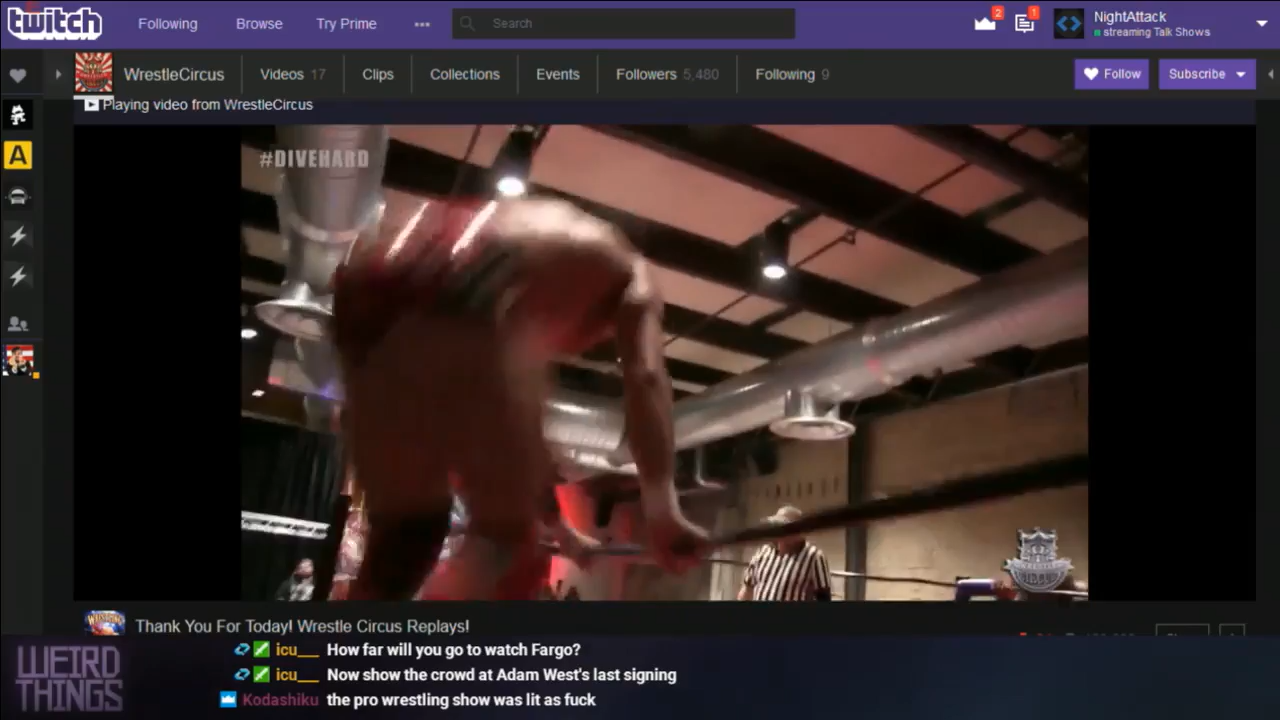 twitch
Following
Browse
Try Prime
Search
2
1
NightAttack
streaming Talk Shows
WrestleCircus
Videos 17
Clips
Collections
Events
Followers 5,480
Following 9
Follow
Subscribe
A
Playing video from WrestleCircus
#DIVEHARD
Thank You For Today! Wrestle Circus Replays!
WEIRD
THINGS
icu___ How far will you go to watch Fargo?
icu___ Now show the crowd at Adam West's last signing
Kodashiku the pro wrestling show was lit as fuck